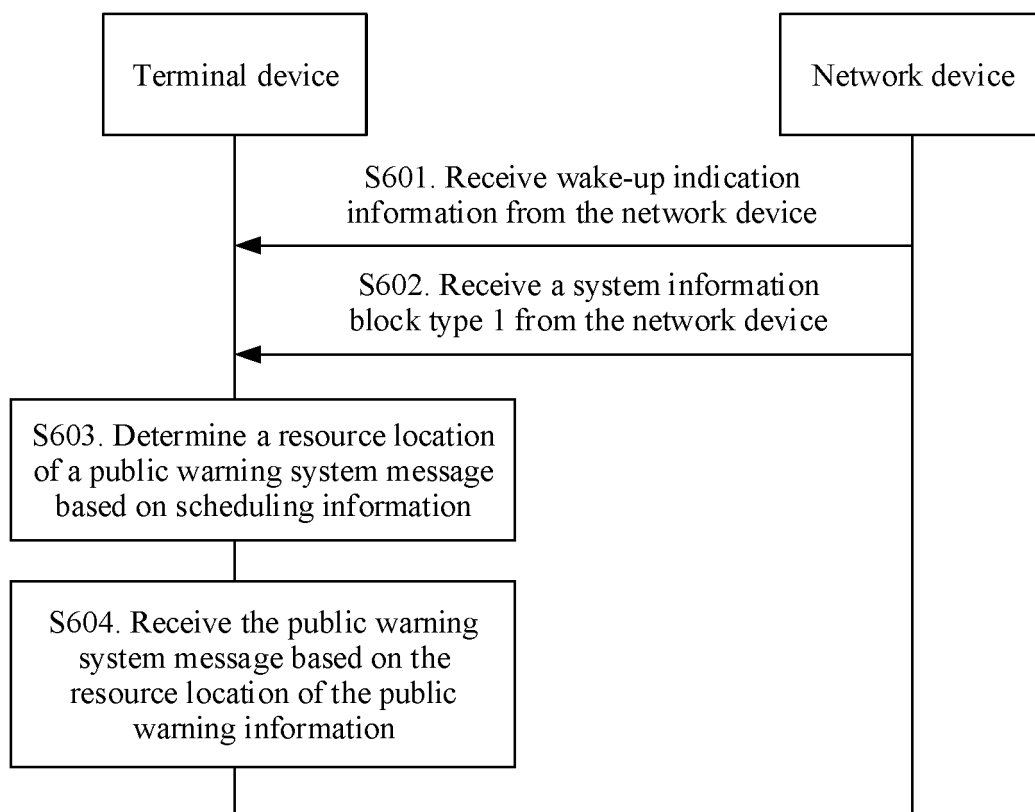 Terminal device
Network device
S601. Receive wake-up indication
information from the network device
S602. Receive a system information
block type 1 from the network device
S603. Determine a resource location
of a public warning system message
based on scheduling information
S604. Receive the public warning
system message based on the
resource location of the public
warning information